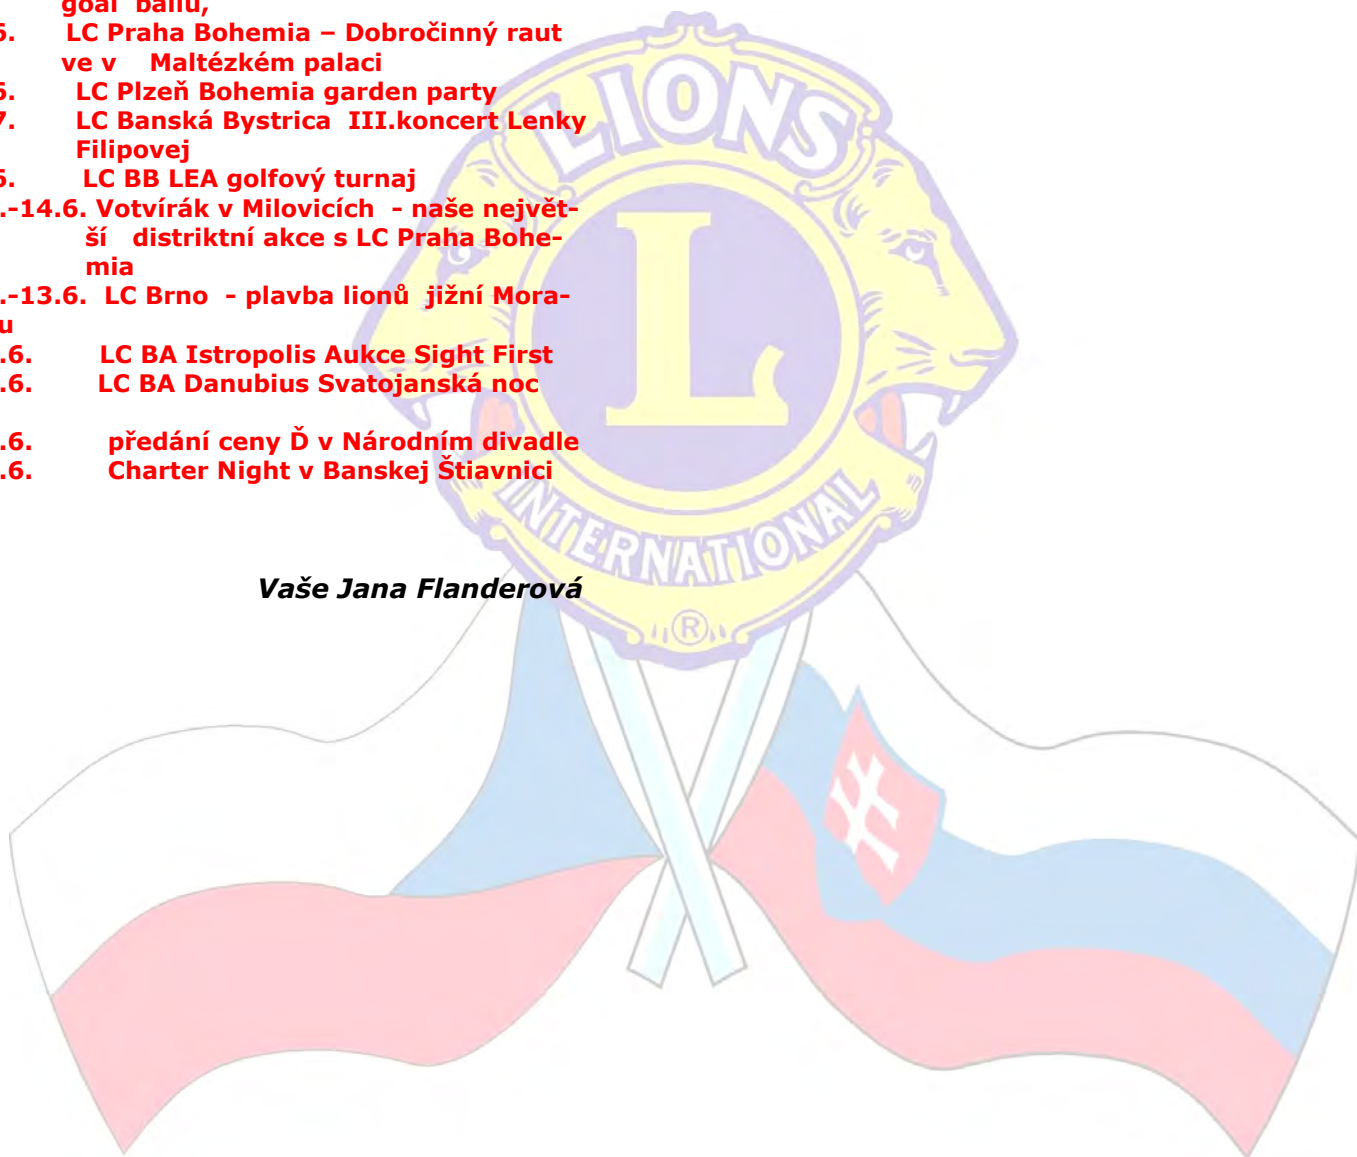 goal ballu,
6. LC Praha Bohemia – Dobročinný raut
ve v Maltézkém palaci
6. LC Plzeň Bohemia garden party
7. LC Banská Bystrica III.koncert Lenky
Filipovej
6. LC BB LEA golfový turnaj
.-14.6. Votvírák v Milovicích - naše největ-
ší distriktní akce s LC Praha Bohe-
mia
.-13.6. LC Brno - plavba lionů jižní Mora-
u
.6. LC BA Istropolis Aukce Sight First
.6. LC BA Danubius Svatojanská noc
.6. předání ceny Ď v Národním divadle
.6. Charter Night v Banskej Štiavnici
Vaše Jana Flanderová
LIONS
L
INTERNATIONAL
®